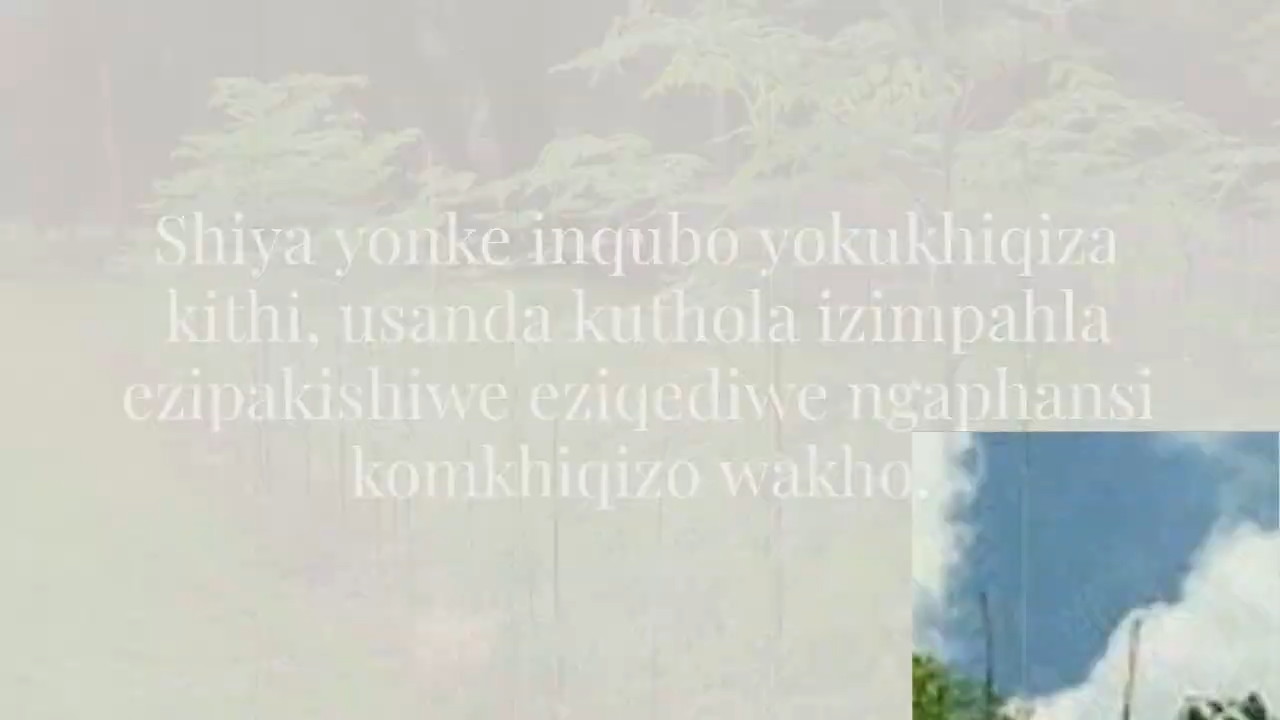 Shiya yonke inqubo yokukhiqiza
kithi, usanda kuthola izimpahla
ezipakishiwe eziqediwe ngaphansi
komkhiqizo wakho.